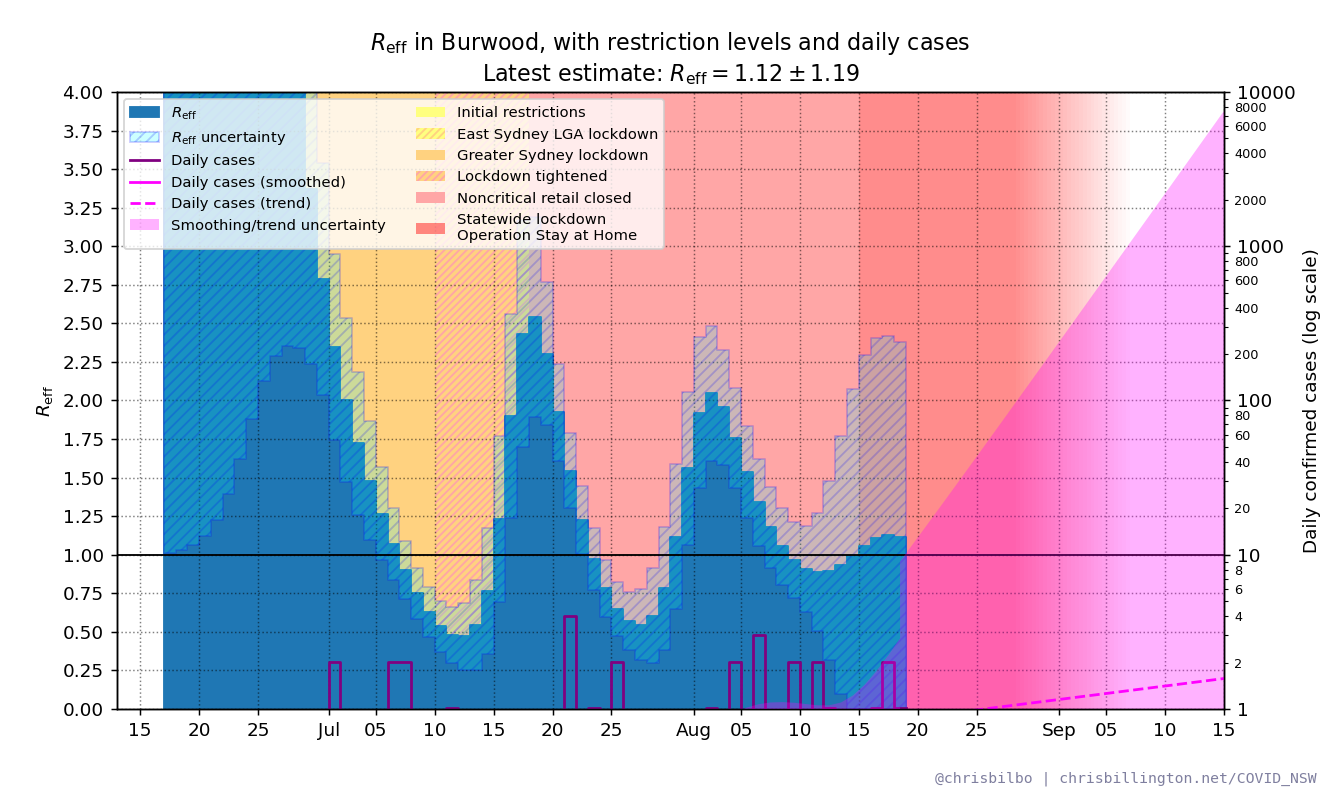 Reff in Burwood, with restriction levels and daily cases
Latest estimate: Reff = 1.12 ± 1.19
Reff
Reff uncertainty
Daily cases
Daily cases (smoothed)
Daily cases (trend)
Smoothing/trend uncertainty
Initial restrictions
East Sydney LGA lockdown
Greater Sydney lockdown
Lockdown tightened
Noncritical retail closed
Statewide lockdown
Operation Stay at Home
Reff
4.00
3.75
3.50
3.25
3.00
2.75
2.50
2.25
2.00
1.75
1.50
1.25
1.00
0.75
0.50
0.25
0.00
10000
8000
6000
4000
2000
1000
800
600
400
200
100
80
60
40
20
10
8
6
4
2
1
Daily confirmed cases (log scale)
15 20 25 Jul 05 10 15 20 25 Aug 05 10 15 20 25 Sep 05 10 15
@chrisbilbo | chrisbillington.net/COVID_NSW